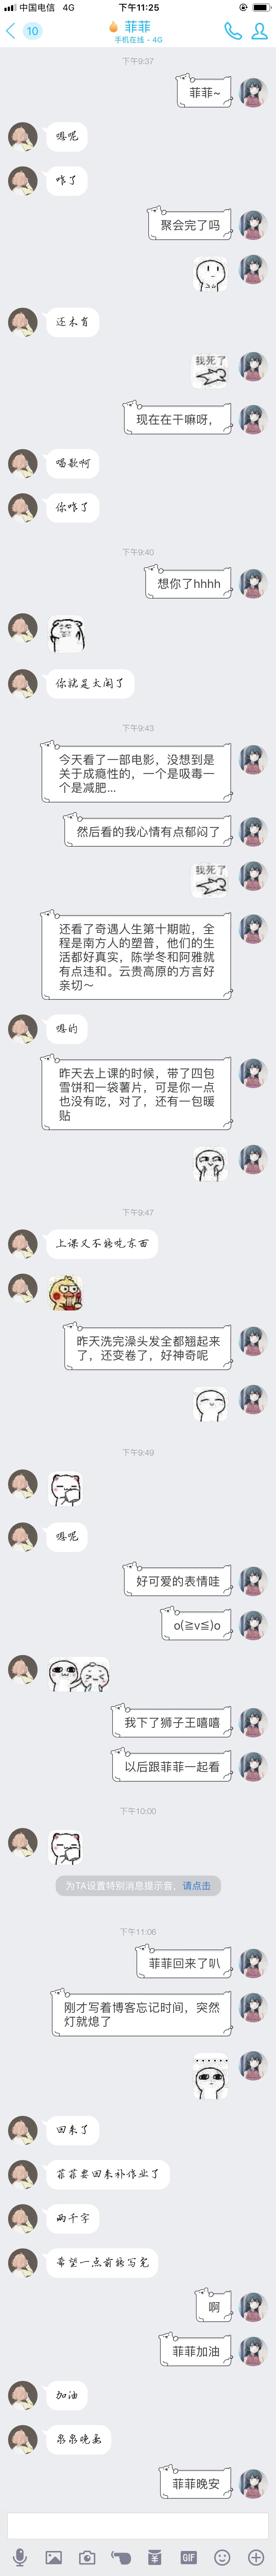 中国电信 4G
下午11:25
10
菲菲
手机在线 - 4G
下午9:37
菲菲~
嗯呢
咋了
聚会完了吗
还木有
我死了
现在在干嘛呀，
唱歌啊
你咋了
下午9:40
想你了hhhh
你就是太闲了
下午9:43
今天看了一部电影，没想到是
关于成瘾性的，一个是吸毒一
个是减肥...
然后看的我心情有点郁闷了
我死了
还看了奇遇人生第十期啦，全
程是南方人的塑普，他们的生
活都好真实，陈学冬和阿雅就
有点违和。云贵高原的方言好
亲切～
嗯的
昨天去上课的时候，带了四包
雪饼和一袋薯片，可是你一点
也没有吃，对了，还有一包暖
贴
下午9:47
上课又不能吃东西
昨天洗完澡头发全都翘起来
了，还变卷了，好神奇呢
下午9:49
嗯呢
好可爱的表情哇
o(≧v≦)o
我下了狮子王嘻嘻
以后跟菲菲一起看
下午10:00
为TA设置特别消息提示音，请点击
下午11:06
菲菲回来了叭
刚才写着博客忘记时间，突然
灯就熄了
回来了
菲菲要回来补作业了
两千字
希望一点前能写完
啊
菲菲加油
加油
泉泉晚安
菲菲晚安
GIF